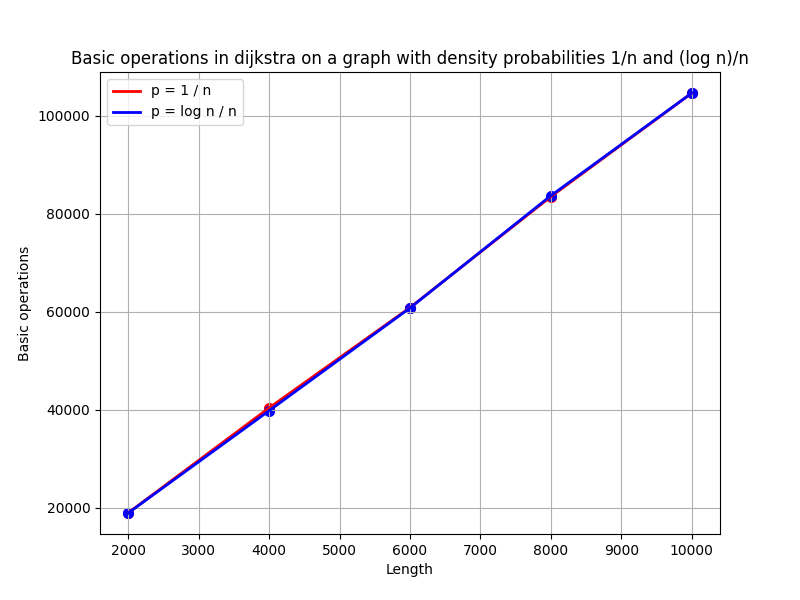 Basic operations in dijkstra on a graph with density probabilities 1/n and (log n)/n
p = 1 / n
p = log n / n
100000
80000
60000
40000
20000
Basic operations
2000 3000 4000 5000 6000 7000 8000 9000 10000
Length